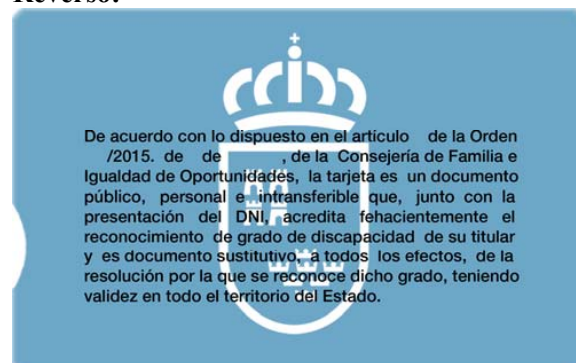 Reverso:
De acuerdo con lo dispuesto en el artículo de la Orden
/2015. de de , de la Consejería de Familia e
Igualdad de Oportunidades, la tarjeta es un documento
público, personal e intransferible que, junto con la
presentación del DNI, acredita fehacientemente el
reconocimiento de grado de discapacidad de su titular
y es documento sustitutivo, a todos los efectos, de la
resolución por la que se reconoce dicho grado, teniendo
validez en todo el territorio del Estado.